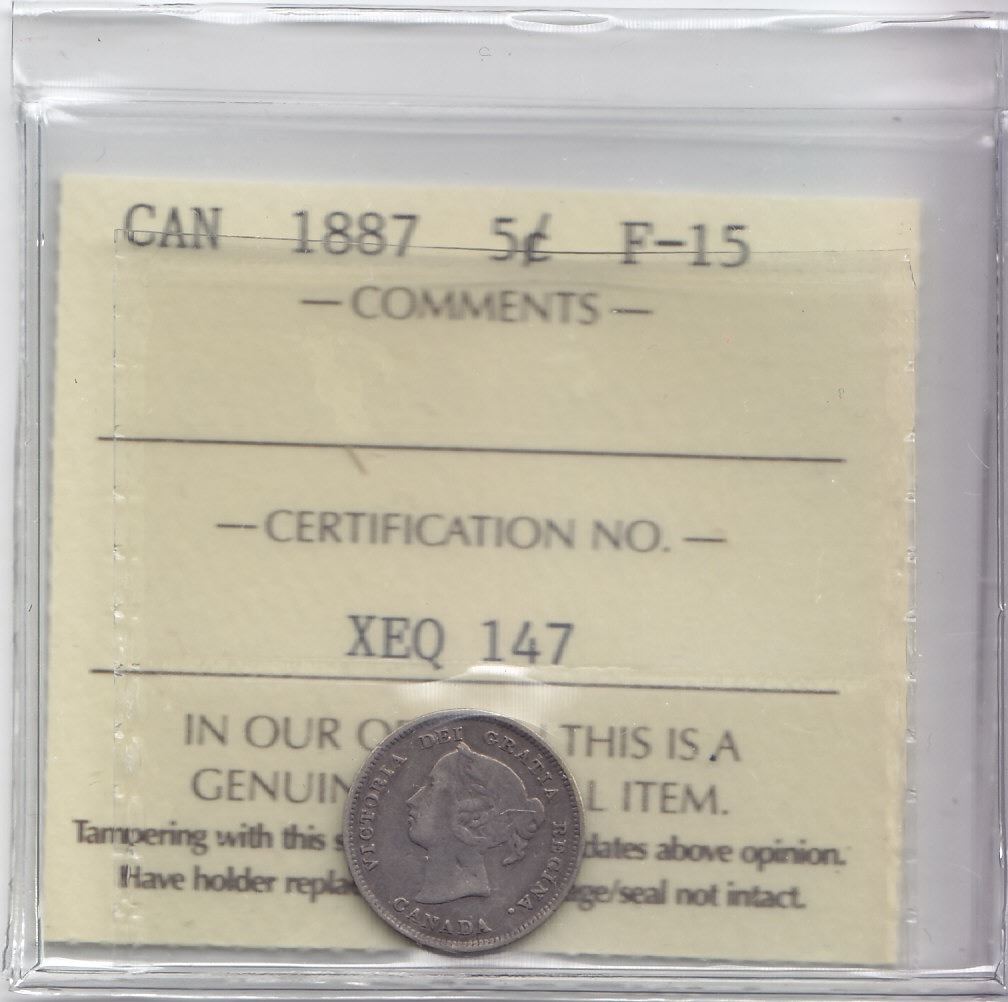 CAN 1887 5¢ F-15
— COMMENTS —
— CERTIFICATION NO. —
XEQ 147
IN OUR THIS IS A
GENUIN L ITEM.
Tampering with this s dates above opinion.
Have holder repla ge/seal not intact.
VICTORIA DEI GRATIA REGINA.
CANADA